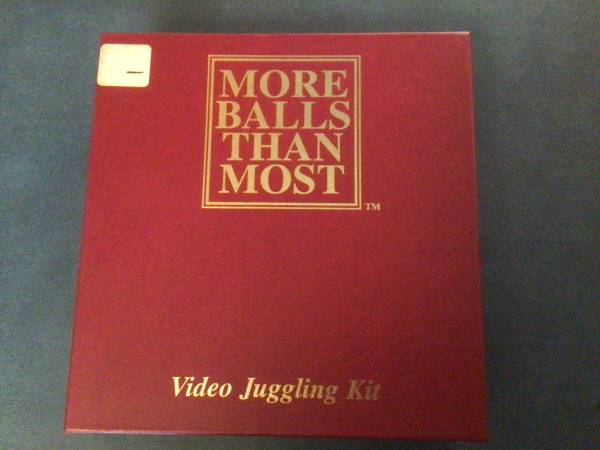 MORE
BALLS
THAN
MOST
TM
Video Juggling Kit